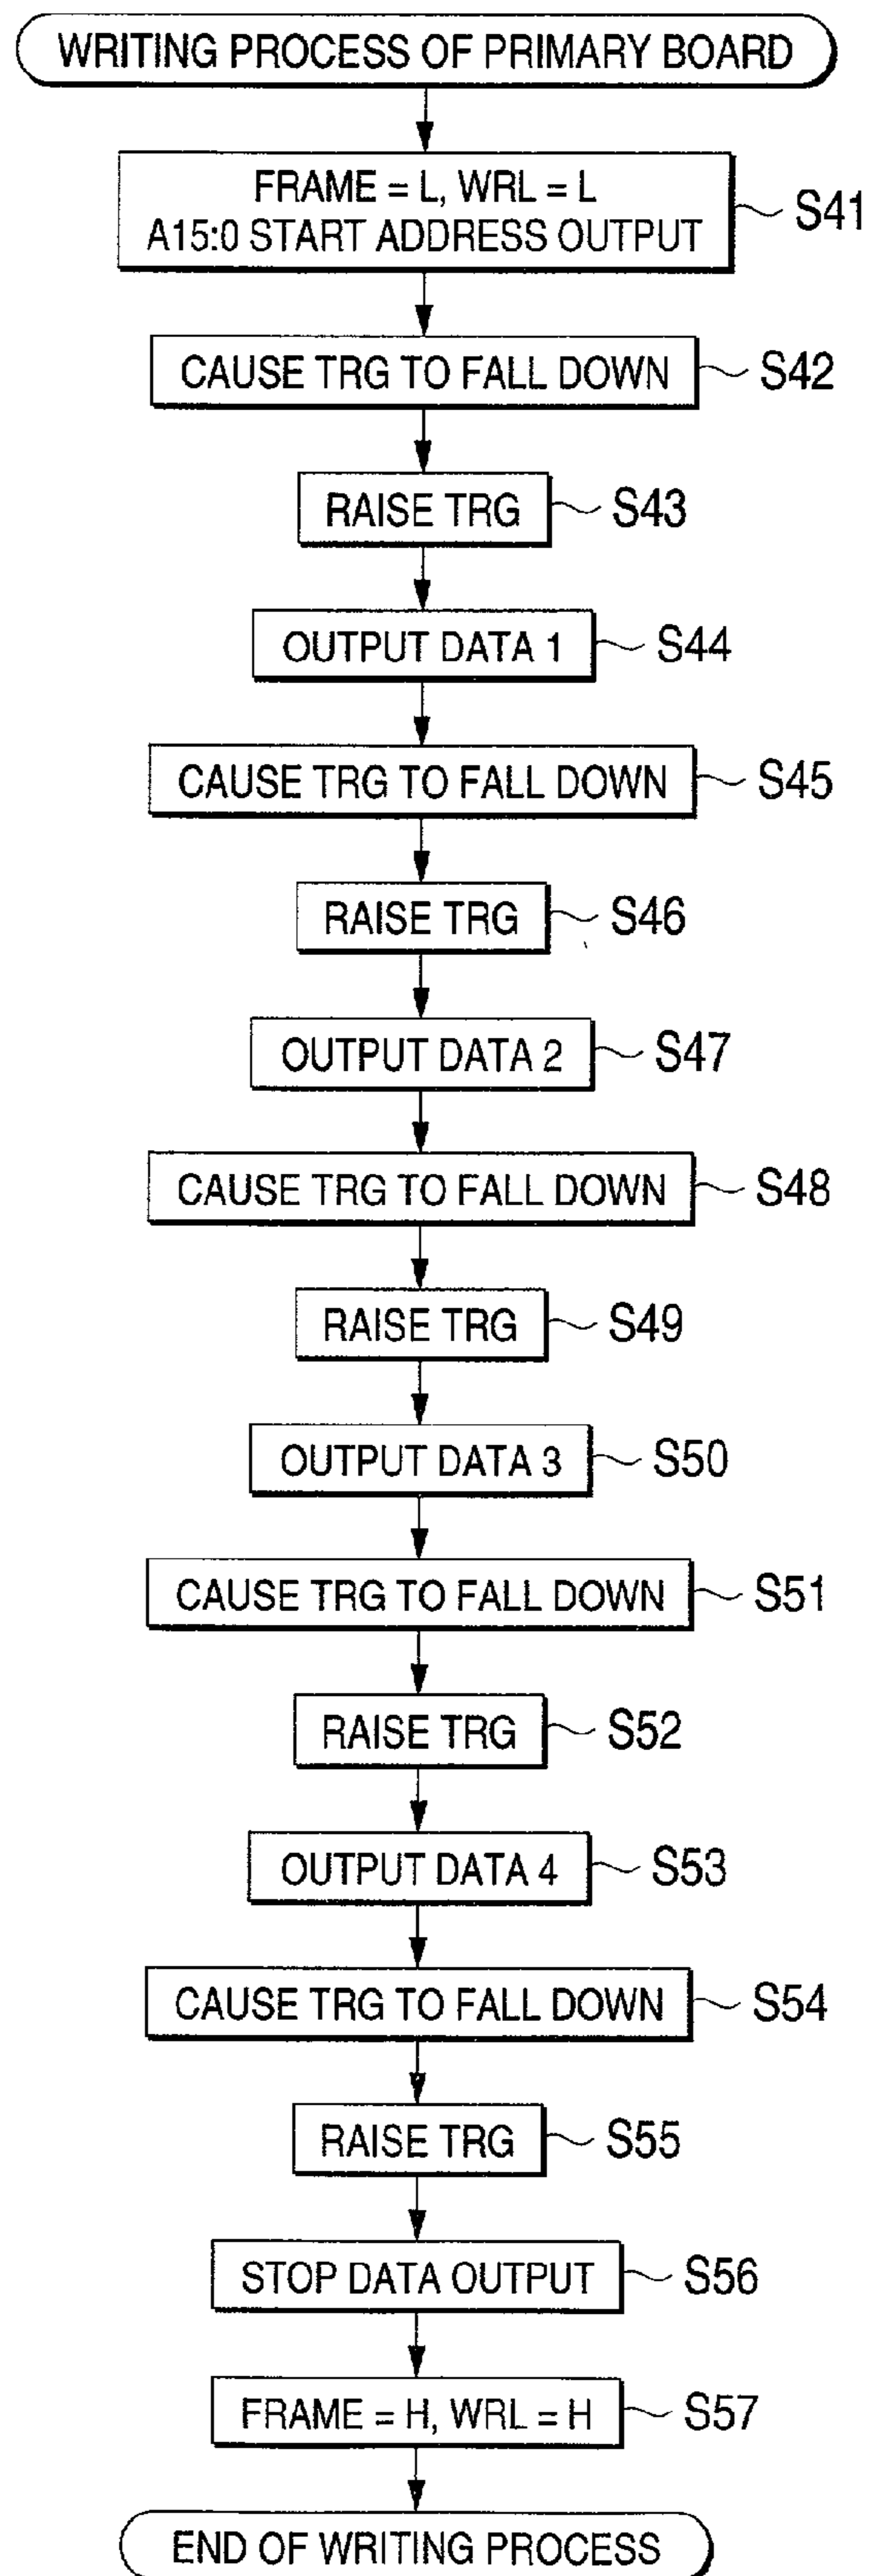 WRITING PROCESS OF PRIMARY BOARD
FRAME = L, WRL = L
A15:0 START ADDRESS OUTPUT
S41
CAUSE TRG TO FALL DOWN
S42
RAISE TRG
S43
OUTPUT DATA 1
S44
CAUSE TRG TO FALL DOWN
S45
RAISE TRG
S46
OUTPUT DATA 2
S47
CAUSE TRG TO FALL DOWN
S48
RAISE TRG
S49
OUTPUT DATA 3
S50
CAUSE TRG TO FALL DOWN
S51
RAISE TRG
S52
OUTPUT DATA 4
S53
CAUSE TRG TO FALL DOWN
S54
RAISE TRG
S55
STOP DATA OUTPUT
S56
FRAME = H, WRL = H
S57
END OF WRITING PROCESS